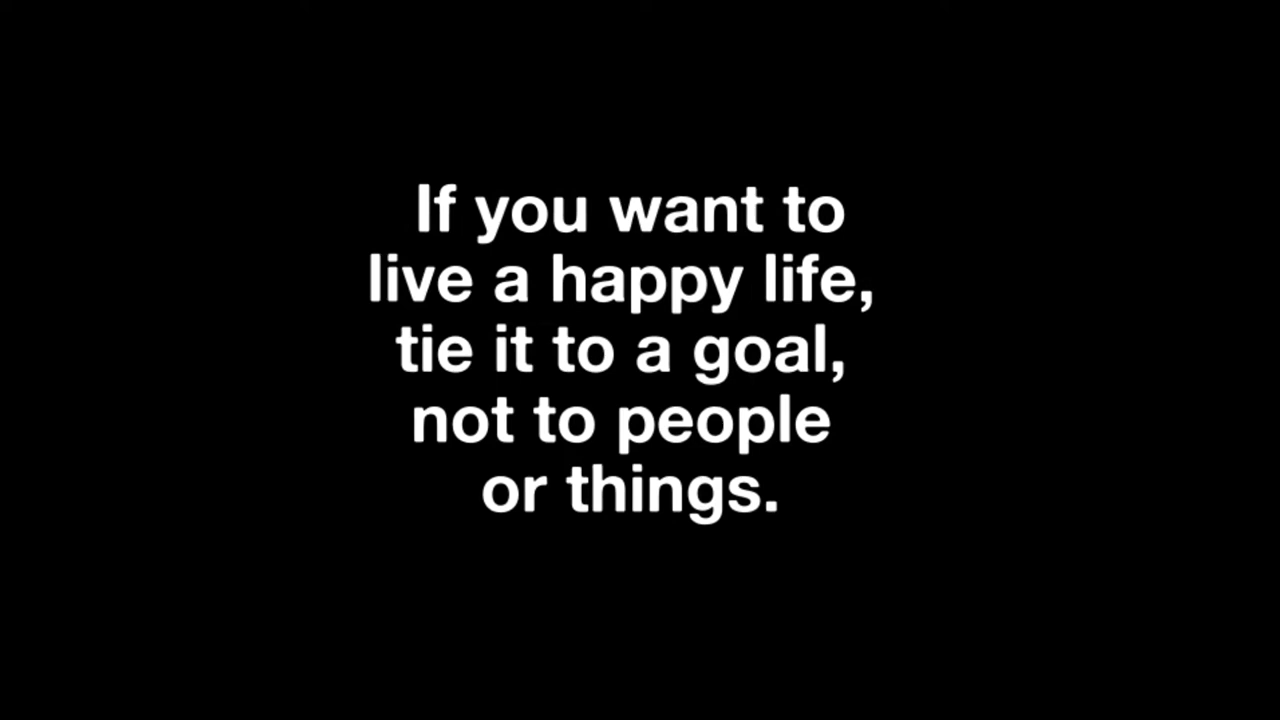 If you want to
live a happy life,
tie it to a goal,
not to people
or things.